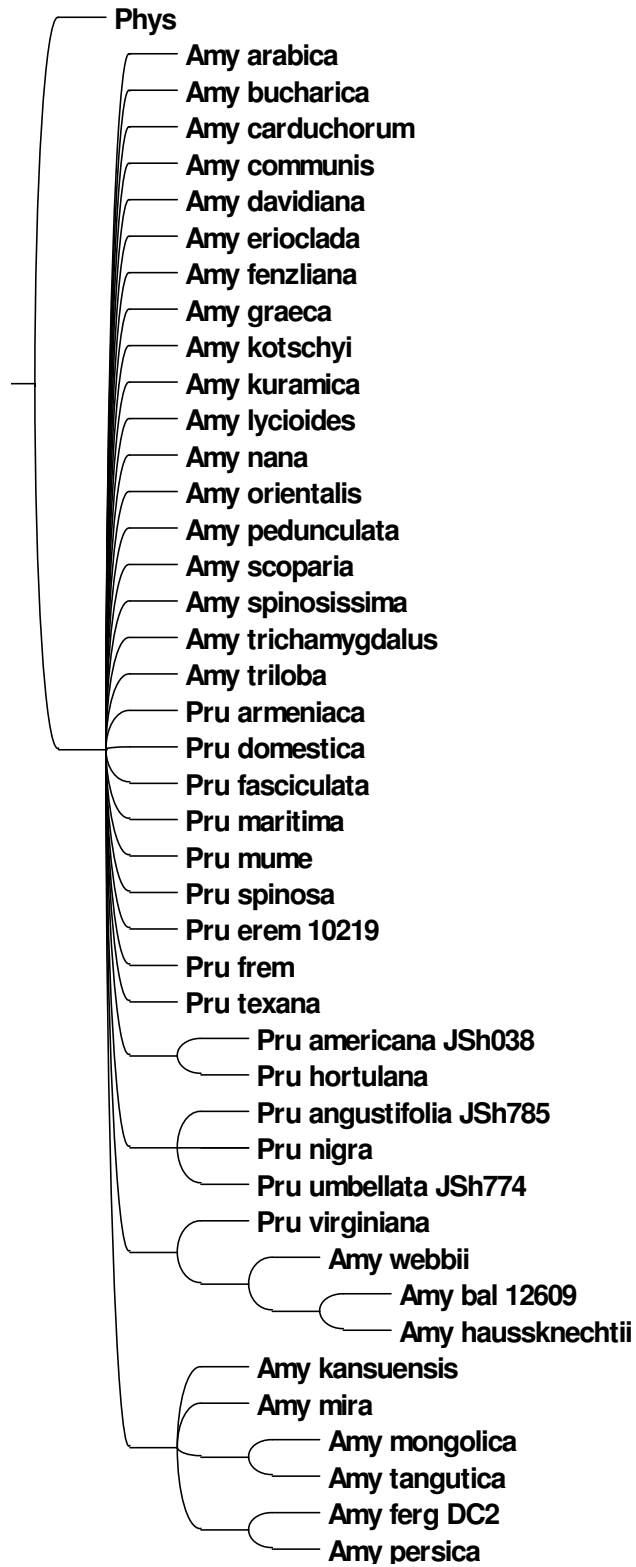 Phys
Amy arabica
Amy bucharica
Amy carduchorum
Amy communis
Amy davidiana
Amy erioclada
Amy fenzliana
Amy graeca
Amy kotschyi
Amy kuramica
Amy lycioides
Amy nana
Amy orientalis
Amy pedunculata
Amy scoparia
Amy spinosissima
Amy trichamygdalus
Amy triloba
Pru armeniaca
Pru domestica
Pru fasciculata
Pru maritima
Pru mume
Pru spinosa
Pru erem 10219
Pru frem
Pru texana
Pru americana JSh038
Pru hortulana
Pru angustifolia JSh785
Pru nigra
Pru umbellata JSh774
Pru virginiana
Amy webbii
Amy bal 12609
Amy haussknechtii
Amy kansuensis
Amy mira
Amy mongolica
Amy tangutica
Amy ferg DC2
Amy persica